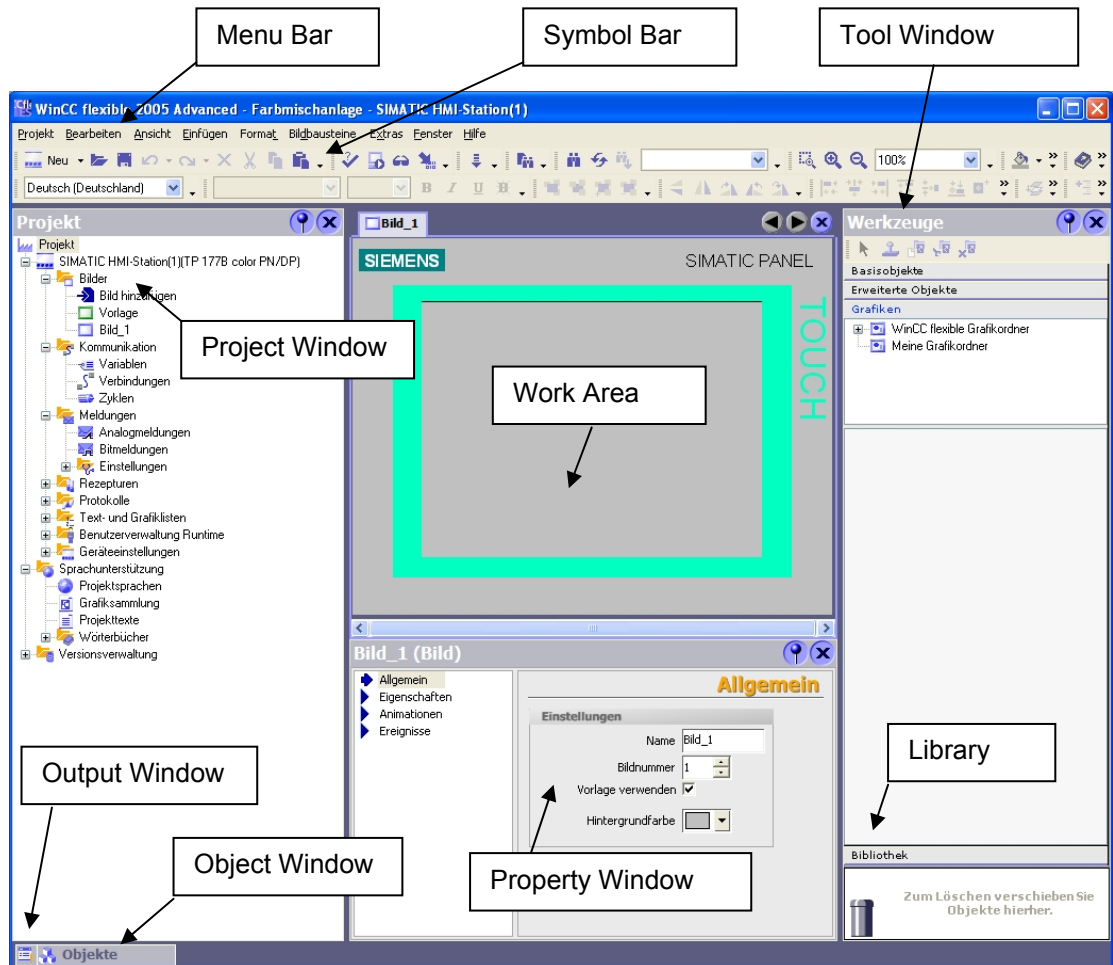 Menu Bar
Symbol Bar
Tool Window
WinCC flexible 2005 Advanced - Farbmischanlage - SIMATIC HMI-Station(1)
Projekt Bearbeiten Ansicht Einfügen Format Bildbausteine Extras Fenster Hilfe
Neu
100%
Deutsch (Deutschland)
B I U B
Projekt
Projekt
SIMATIC HMI-Station(1)(TP 177B color PN/DP)
Bilder
Bild hinzufügen
Vorlage
Bild_1
Kommunikation
Variablen
Verbindungen
Zyklen
Meldungen
Analogmeldungen
Bitmeldungen
Einstellungen
Rezepturen
Protokolle
Text- und Grafiklisten
Benutzerverwaltung Runtime
Geräteeinstellungen
Sprachunterstützung
Projektsprachen
Grafiksammlung
Projekttexte
Wörterbücher
Versionsverwaltung
Project Window
Output Window
Object Window
Objekte
Bild_1
SIEMENS
SIMATIC PANEL
TOUCH
Work Area
Bild_1 (Bild)
Allgemein
Eigenschaften
Animationen
Ereignisse
Allgemein
Einstellungen
Name Bild_1
Bildnummer 1
Vorlage verwenden
Hintergrundfarbe
Property Window
Werkzeuge
Basisobjekte
Erweiterte Objekte
Grafiken
WinCC flexible Grafikordner
Meine Grafikordner
Library
Bibliothek
Zum Löschen verschieben Sie
Objekte hierher.